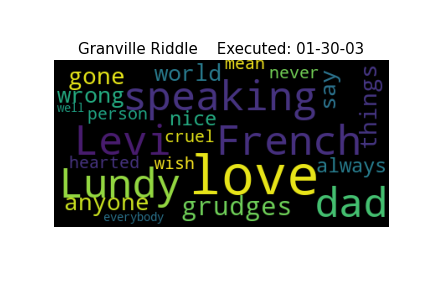 Granville Riddle    Executed: 01-30-03
mean
gone world never
wrong speaking say things
well person nice
Levi cruel French
hearted wish always
Lundy love
anyone grudges dad
everybody